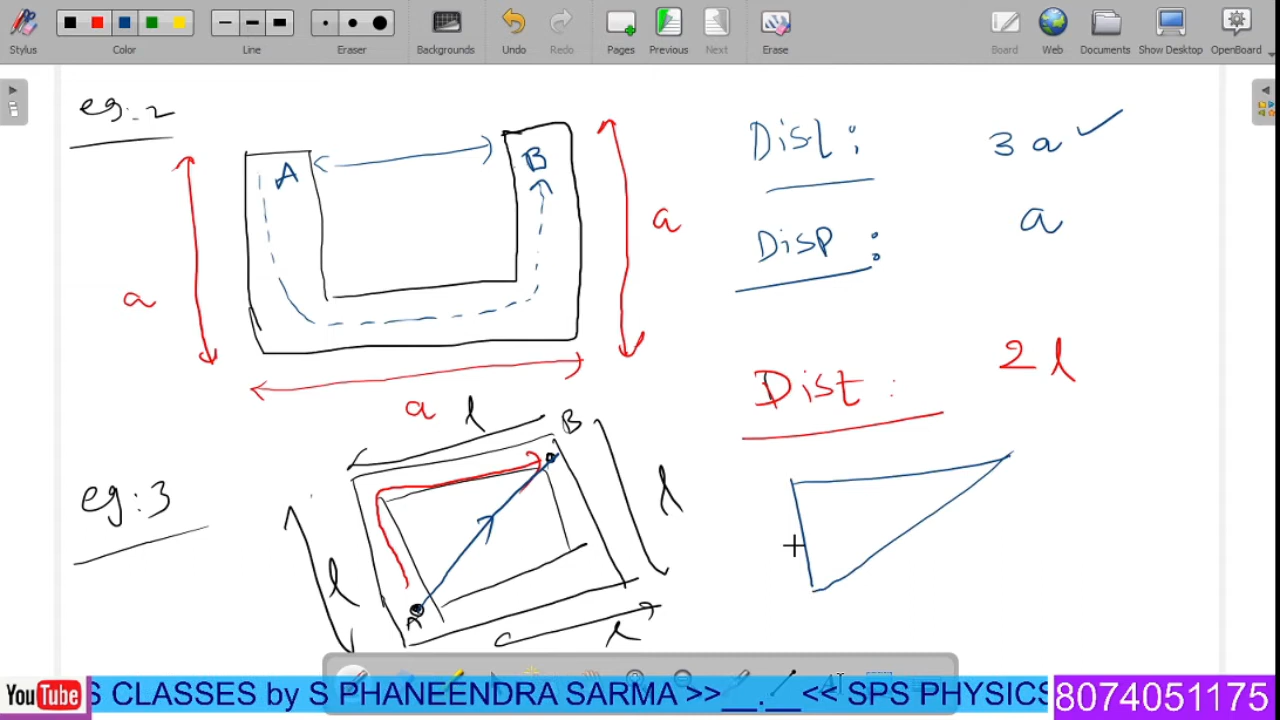 Stylus Color Line Eraser Backgrounds Undo Redo Pages Previous Next Erase Board Web Documents Show Desktop OpenBoard
eg:2
A
B
a
a
a
Dist: 3a ✓
Disp: a
Dist: 2l
eg:3
l
B
l
l
A
l
YouTube S CLASSES by S PHANEENDRA SARMA >>__.__<< SPS PHYSICS 8074051175